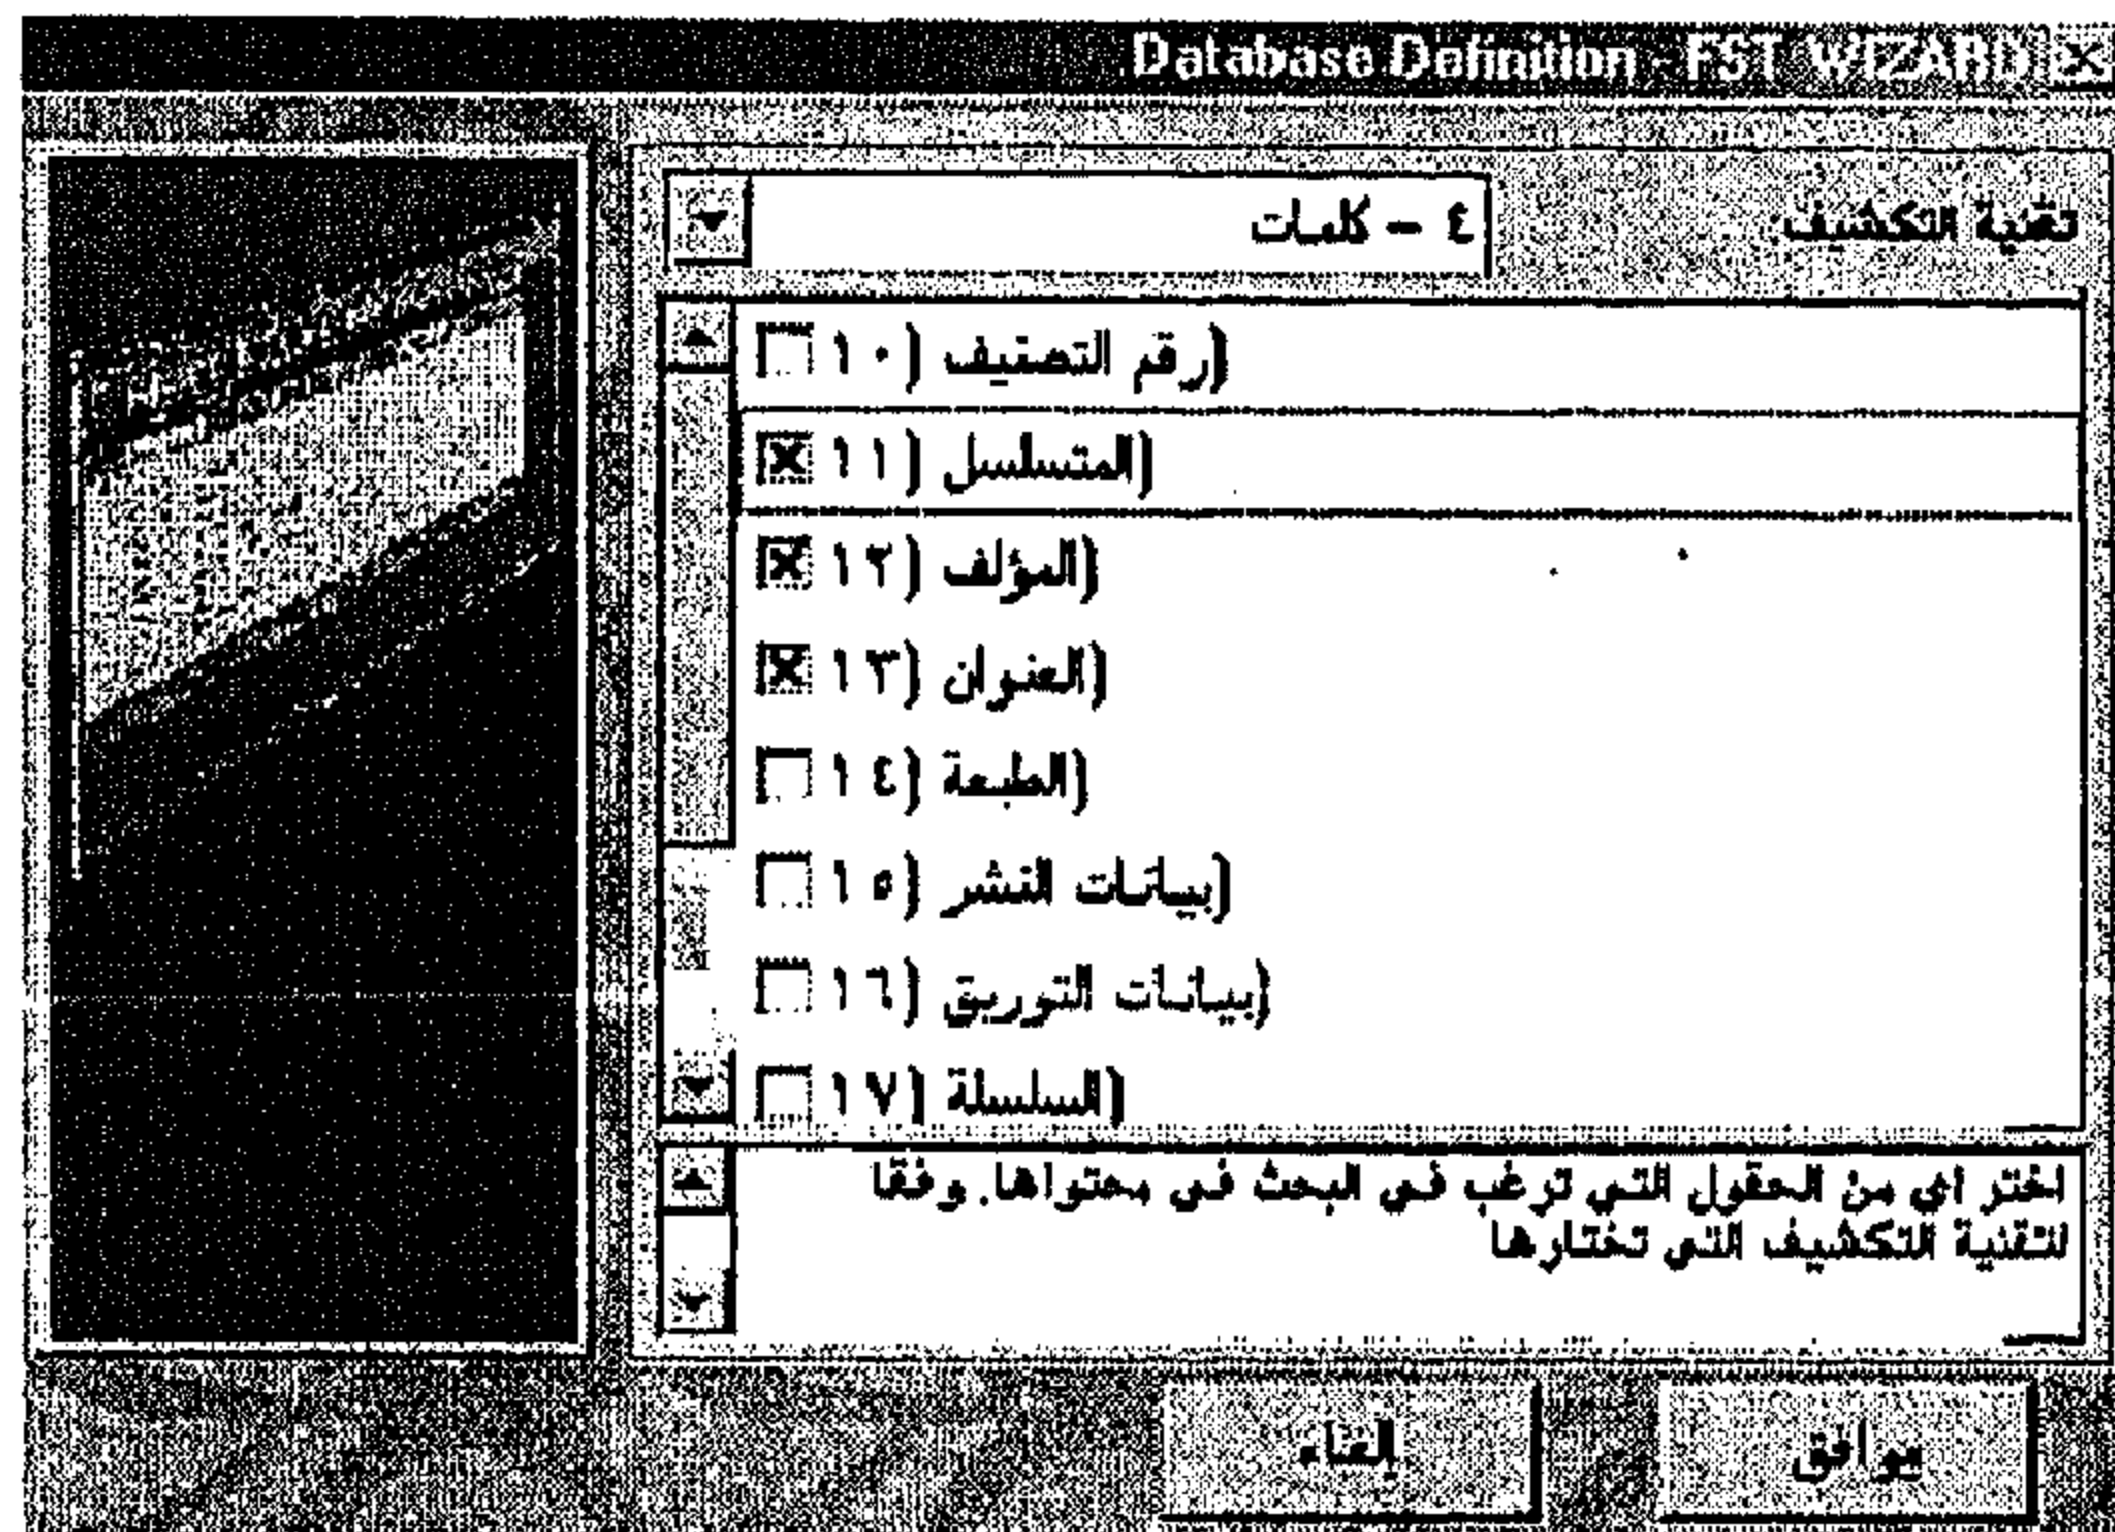 Database Definition - FST WIZARD
تقنية التكشيف:
٤ - كلمات
(رقم التصنيف (١٠
(المتسلسل (١١
(المؤلف (١٢
(العنوان (١٣
(الطبعة (١٤
(بيانات النشر (١٥
(بيانات التوريق (١٦
(السلسلة (١٧
اختر اي من الحقول التي ترغب في البحث في محتواها. وفقا
لتقنية التكشيف التي تختارها
موافق
إلغاء